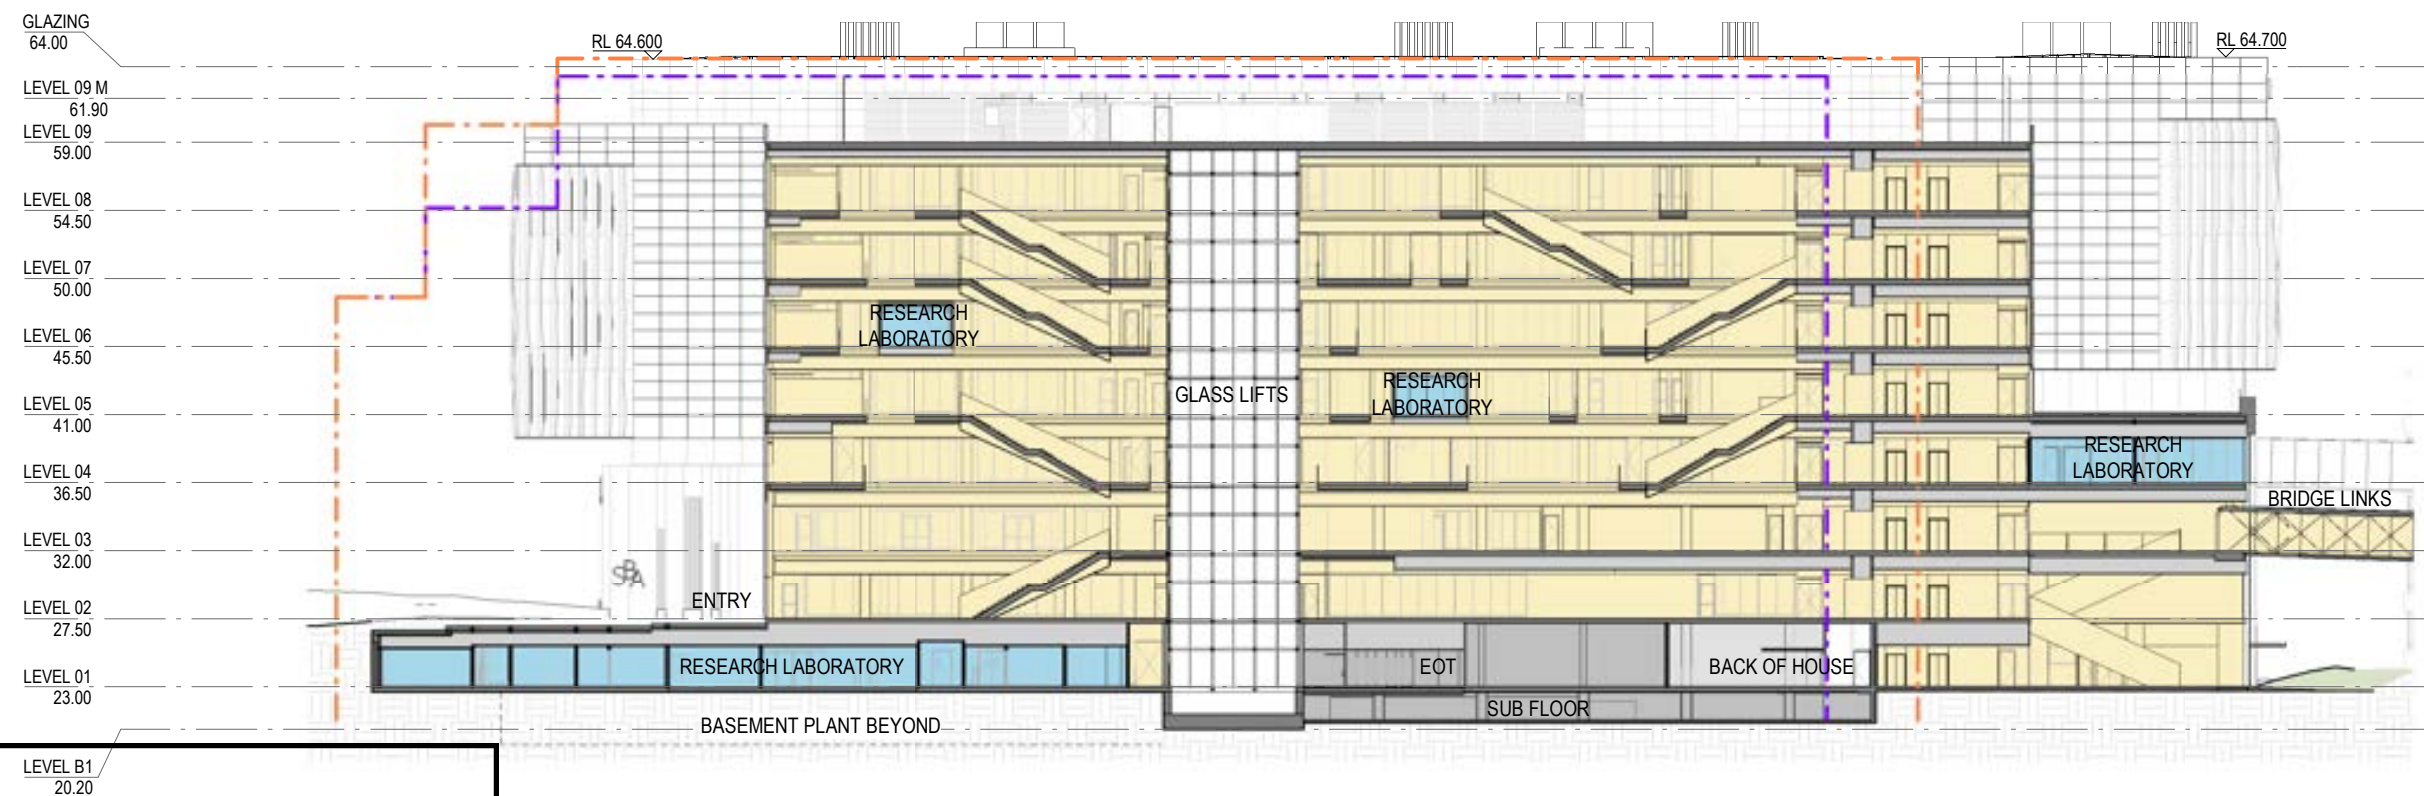 GLAZING
64.00
RL 64.600
RL 64.700
LEVEL 09 M
61.90
LEVEL 09
59.00
LEVEL 08
54.50
LEVEL 07
50.00
RESEARCH
LABORATORY
LEVEL 06
45.50
GLASS LIFTS
RESEARCH
LABORATORY
LEVEL 05
41.00
RESEARCH
LABORATORY
LEVEL 04
36.50
BRIDGE LINKS
LEVEL 03
32.00
ENTRY
LEVEL 02
27.50
RESEARCH LABORATORY
EOT
BACK OF HOUSE
LEVEL 01
23.00
SUB FLOOR
BASEMENT PLANT BEYOND
LEVEL B1
20.20